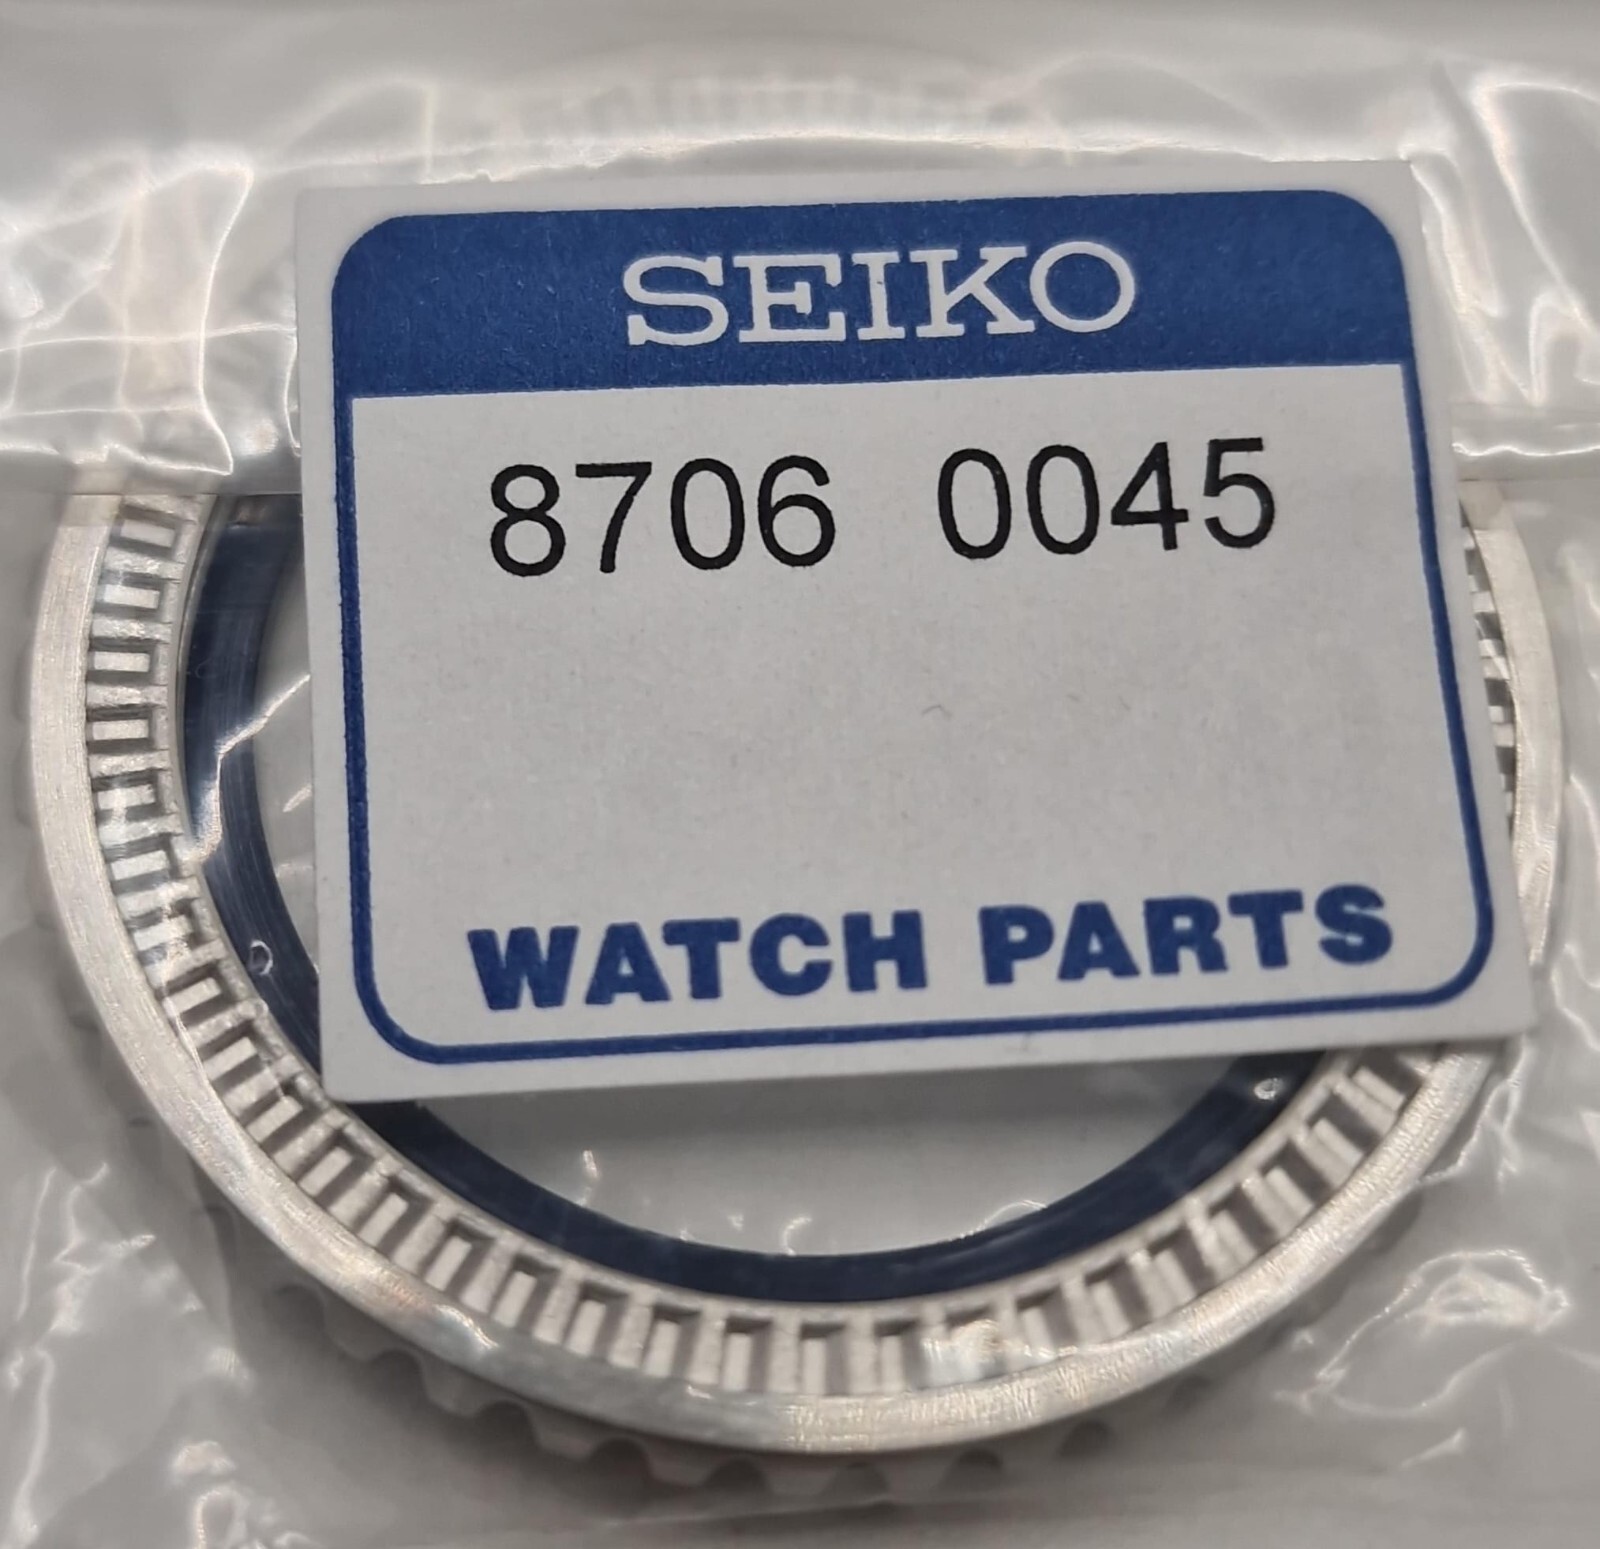 SEIKO
8706 0045
WATCH PARTS